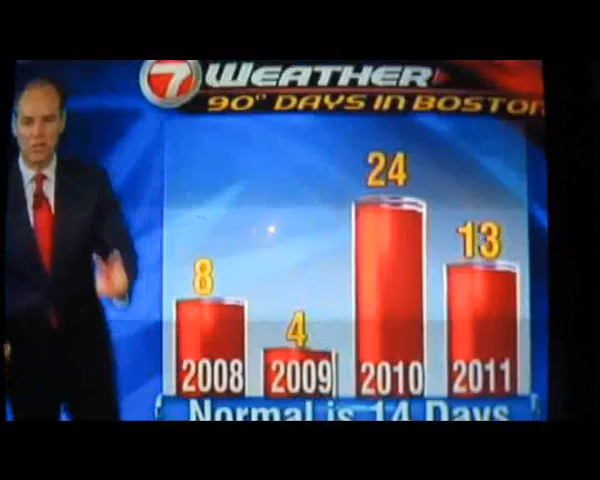 7 WEATHER
90° DAYS IN BOSTON
24
13
8
4
2008 2009 2010 2011
Normal is 14 Days